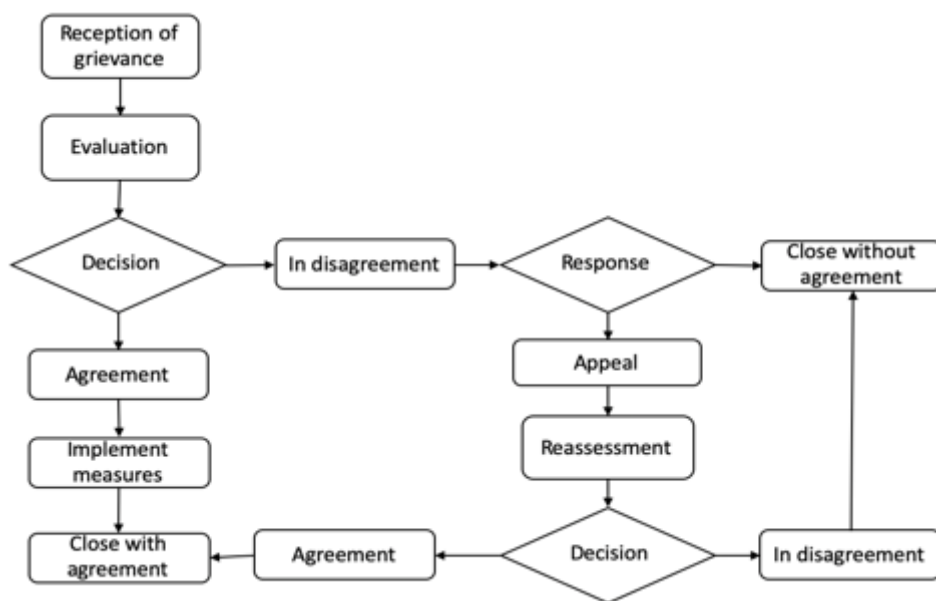 Reception of
grievance
Evaluation
Decision
In disagreement
Response
Close without
agreement
Agreement
Appeal
Implement
measures
Reassessment
Close with
agreement
Agreement
Decision
In disagreement